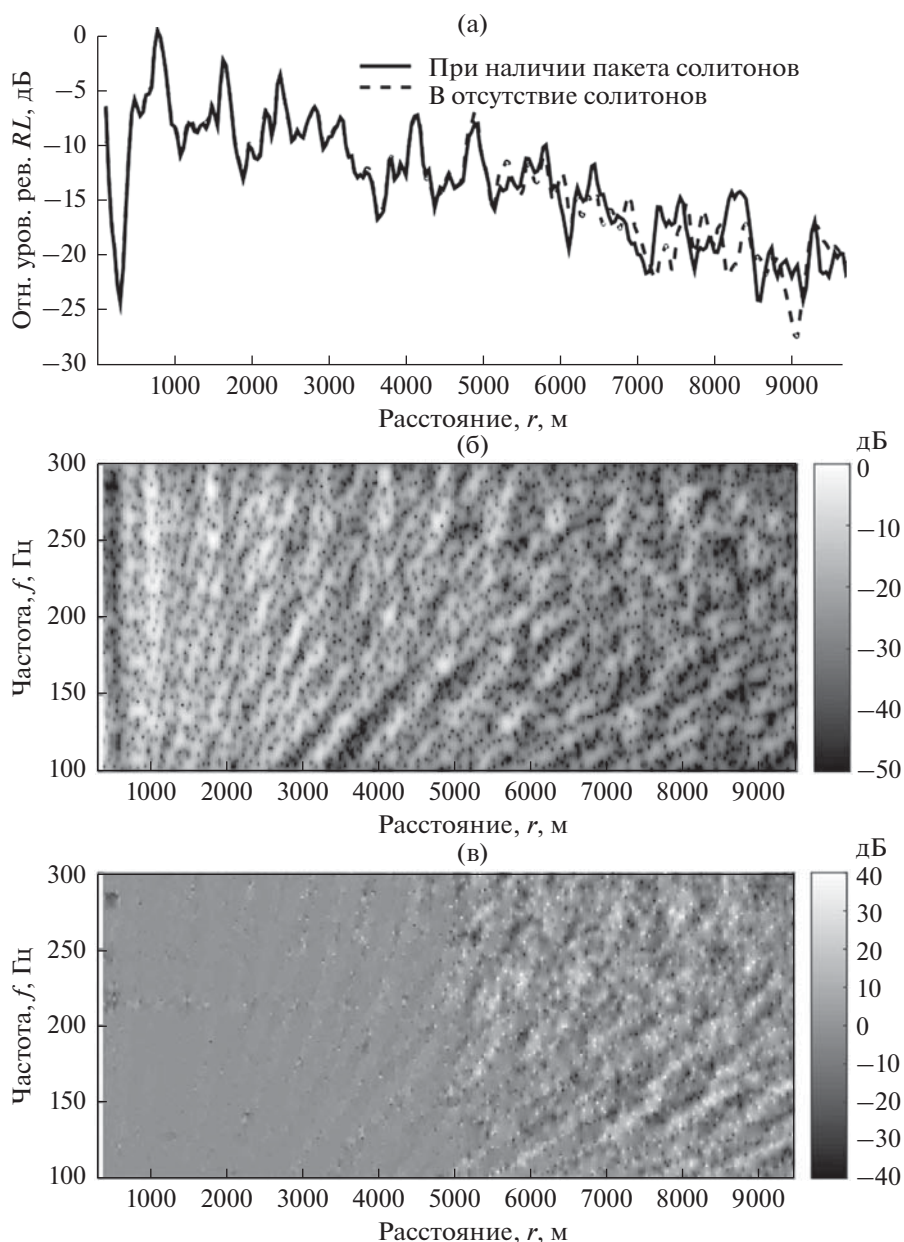 (а)
Отн. уров. рев. RL, дБ
0
−5
−10
−15
−20
−25
−30
При наличии пакета солитонов
В отсутствие солитонов
1000 2000 3000 4000 5000 6000 7000 8000 9000
Расстояние, r, м
(б)
дБ
Частота, f, Гц
300
250
200
150
100
0
−10
−20
−30
−40
−50
1000 2000 3000 4000 5000 6000 7000 8000 9000
Расстояние, r, м
(в)
дБ
Частота, f, Гц
300
250
200
150
100
40
30
20
10
0
−10
−20
−30
−40
1000 2000 3000 4000 5000 6000 7000 8000 9000
Расстояние, r, м